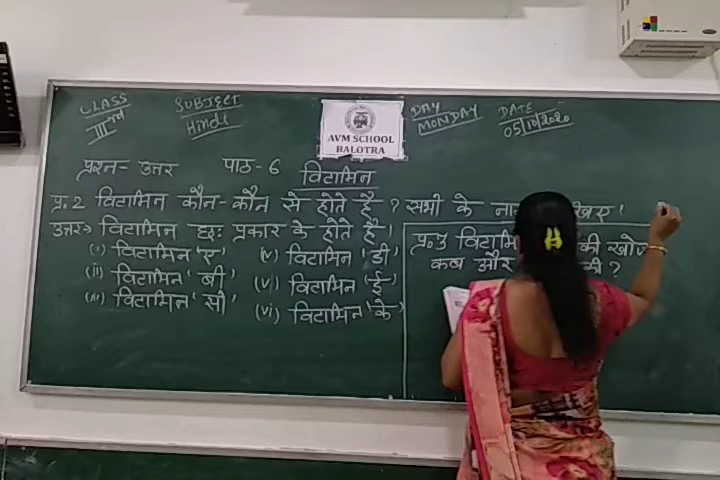 CLASS
IIIrd
SUBJECT
Hindi
AVM SCHOOL
BALOTRA
DAY
MONDAY
DATE
05/10/2020
प्रश्न- उत्तर पाठ-6 विटामिन
प्र.2 विटामिन कौन-कौन से होते है ? सभी के
उत्तर→ विटामिन छः प्रकार के होते है।
(i) विटामिन 'ए'
(ii) विटामिन 'बी'
(iii) विटामिन 'सी'
(iv) विटामिन 'डी'
(v) विटामिन 'ई'
(vi) विटामिन 'के'
प्र.3 की खोज
कब और ?